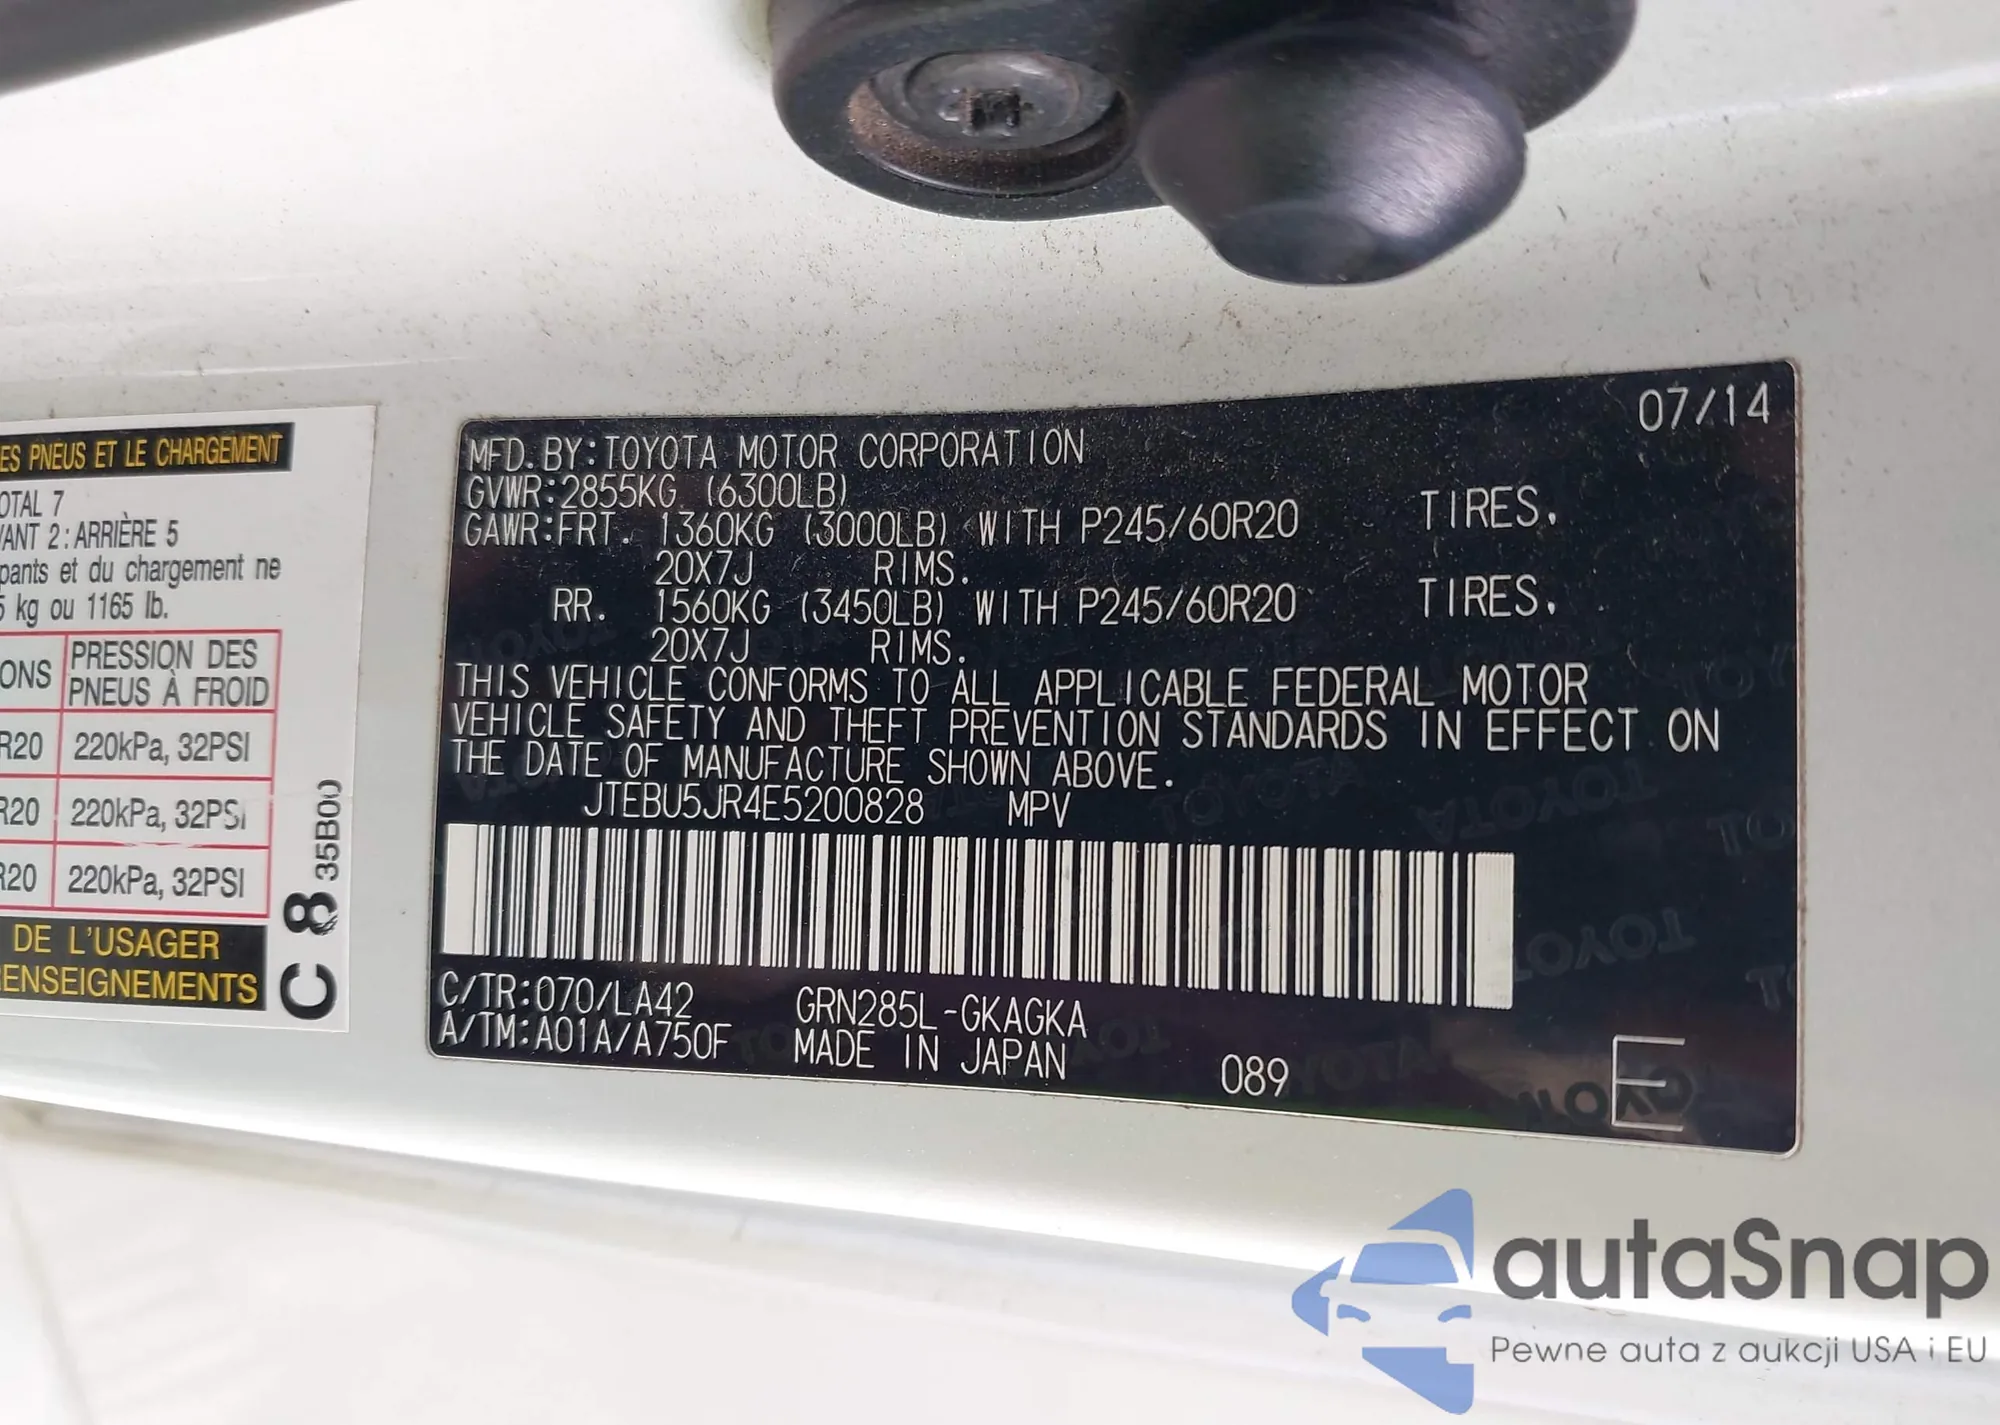 ES PNEUS ET LE CHARGEMENT
OTAL 7
VANT 2 : ARRIÈRE 5
pants et du chargement ne
5 kg ou 1165 lb.
ONS PRESSION DES PNEUS À FROID
R20 220kPa, 32PSI
R20 220kPa, 32PSI
R20 220kPa, 32PSI
DE L'USAGER
RENSEIGNEMENTS
C 8 35B00
07/14
MFD. BY: TOYOTA MOTOR CORPORATION
GVWR: 2855KG (6300LB)
GAWR: FRT. 1360KG (3000LB) WITH P245/60R20 TIRES.
20X7J RIMS.
RR. 1560KG (3450LB) WITH P245/60R20 TIRES.
20X7J RIMS.
THIS VEHICLE CONFORMS TO ALL APPLICABLE FEDERAL MOTOR
VEHICLE SAFETY AND THEFT PREVENTION STANDARDS IN EFFECT ON
THE DATE OF MANUFACTURE SHOWN ABOVE.
JTEBU5JR4E5200828 MPV
C/TR: 070/LA42 GRN285L-GKAGKA
A/TM: A01A/A750F MADE IN JAPAN 089 E
autaSnap
Pewne auta z aukcji USA i EU